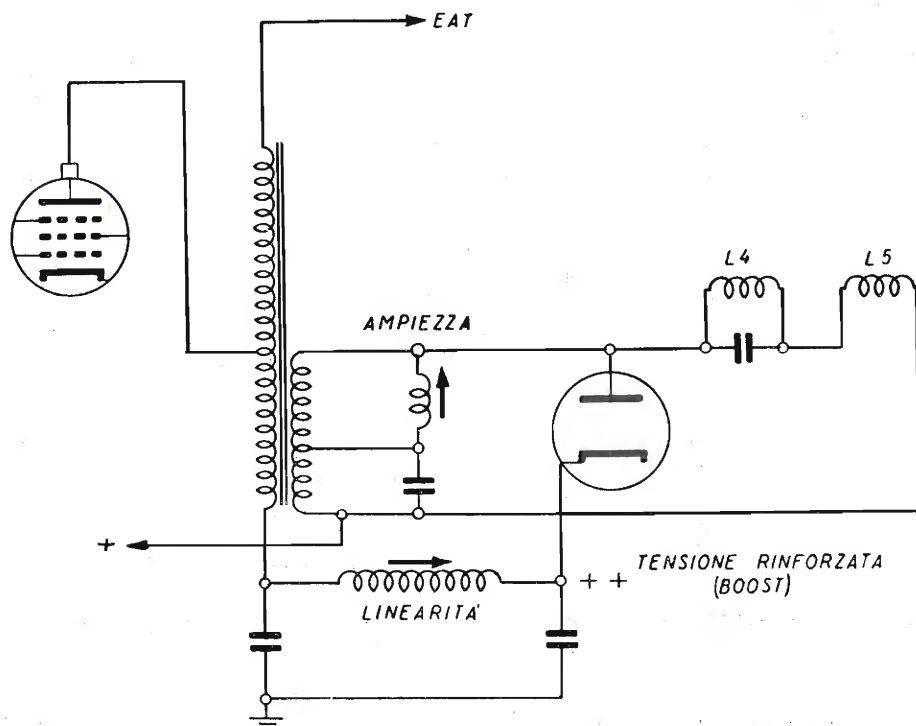 EAT
L4
L5
AMPIEZZA
+
LINEARITÀ
++
TENSIONE RINFORZATA
(BOOST)